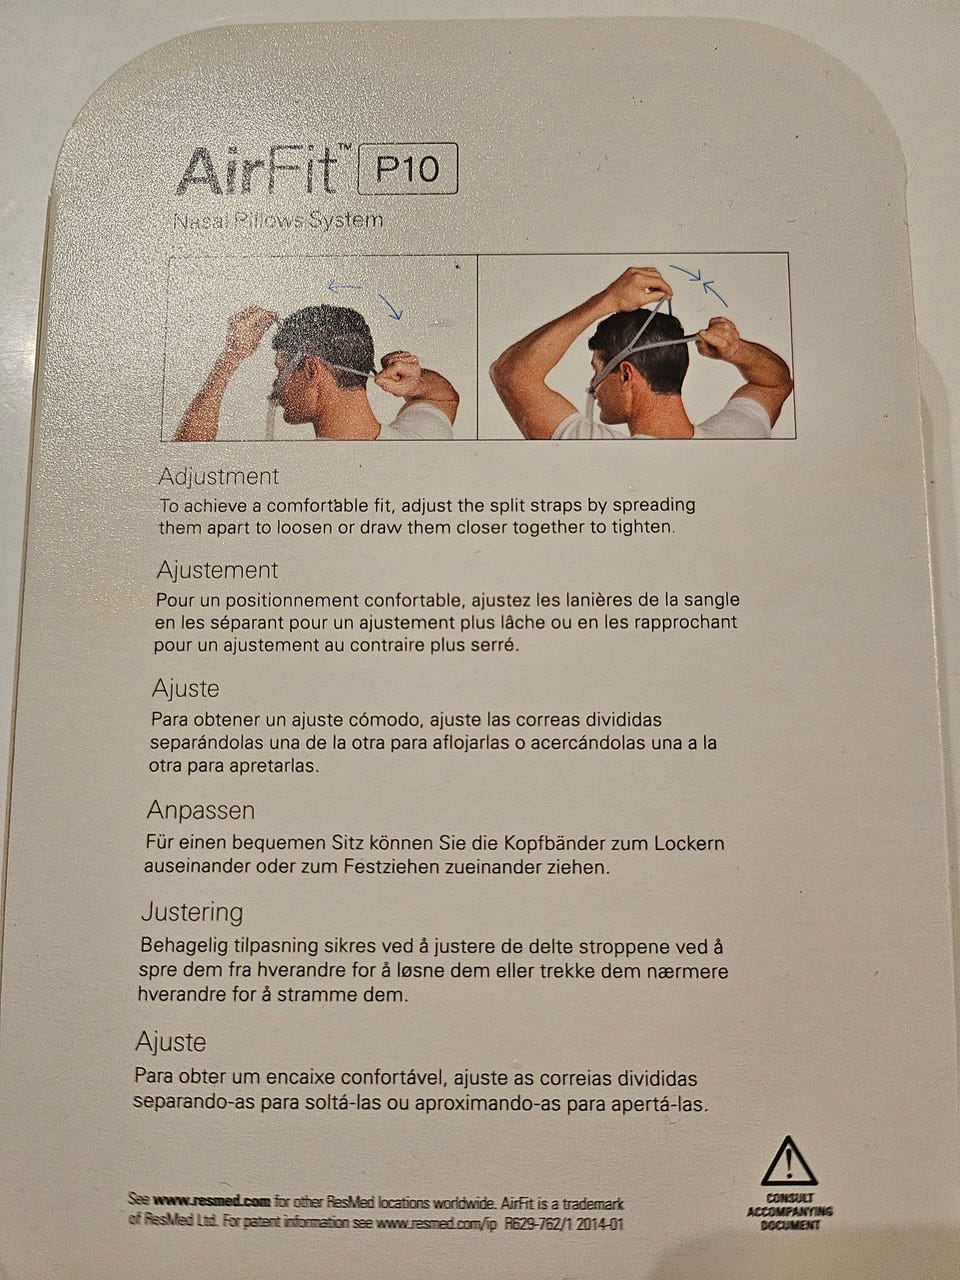 AirFit™ P10
Nasal Pillows System
Adjustment
To achieve a comfortable fit, adjust the split straps by spreading
them apart to loosen or draw them closer together to tighten.
Ajustement
Pour un positionnement confortable, ajustez les lanières de la sangle
en les séparant pour un ajustement plus lâche ou en les rapprochant
pour un ajustement au contraire plus serré.
Ajuste
Para obtener un ajuste cómodo, ajuste las correas divididas
separándolas una de la otra para aflojarlas o acercándolas una a la
otra para apretarlas.
Anpassen
Für einen bequemen Sitz können Sie die Kopfbänder zum Lockern
auseinander oder zum Festziehen zueinander ziehen.
Justering
Behagelig tilpasning sikres ved å justere de delte stroppene ved å
spre dem fra hverandre for å løsne dem eller trekke dem nærmere
hverandre for å stramme dem.
Ajuste
Para obter um encaixe confortável, ajuste as correias divididas
separando-as para soltá-las ou aproximando-as para apertá-las.
See www.resmed.com for other ResMed locations worldwide. AirFit is a trademark
of ResMed Ltd. For patent information see www.resmed.com/ip R629-762/1 2014-01
CONSULT
ACCOMPANYING
DOCUMENT